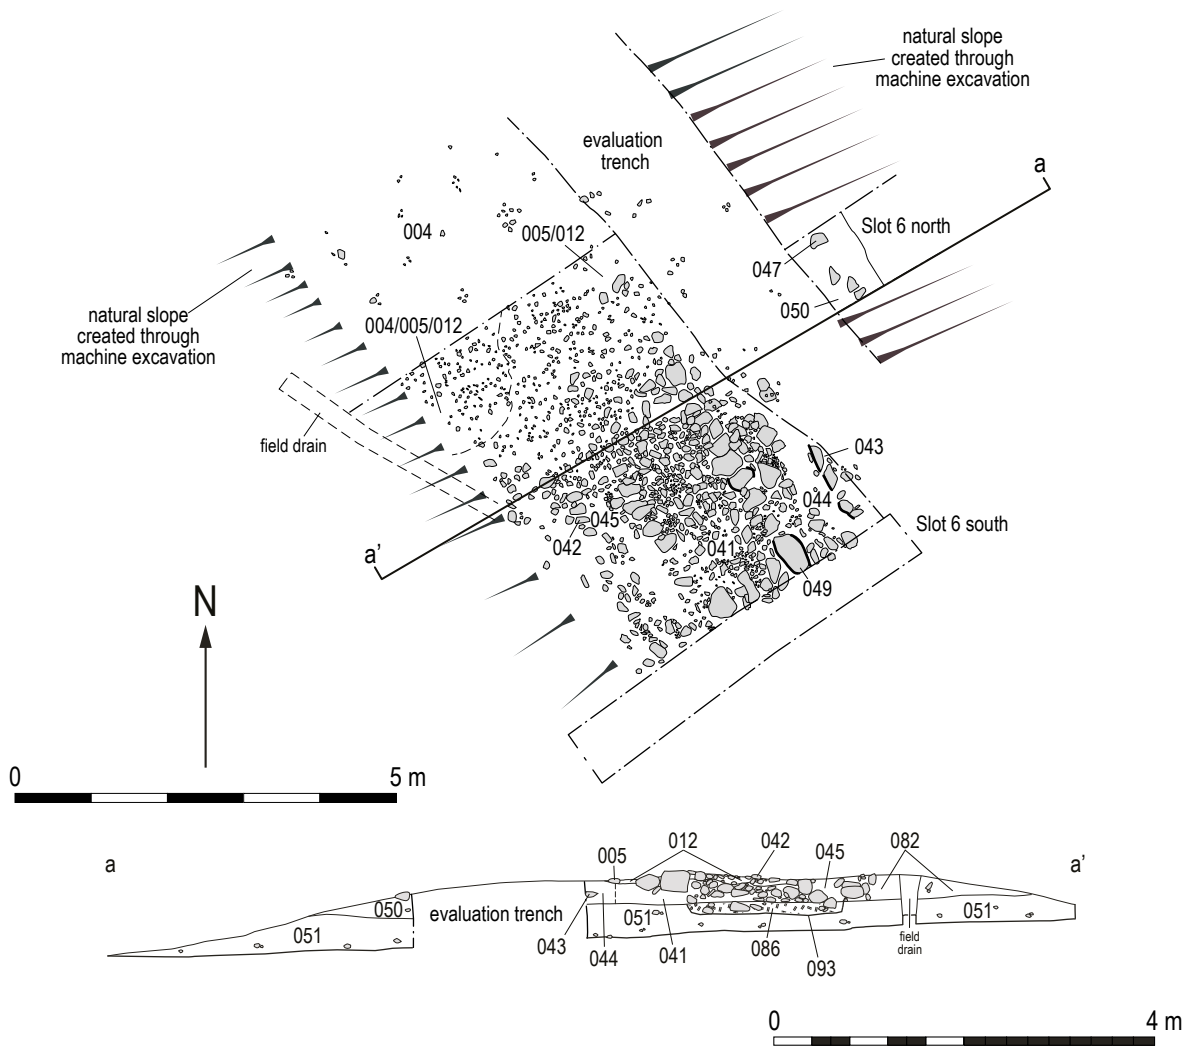 natural slope
created through
machine excavation
evaluation
trench
a
Slot 6 north
004
005/012
047
050
natural slope
created through
machine excavation
004/005/012
field drain
043
044
045
042
041
Slot 6 south
a'
049
N
0 5 m
a
005
012
042
045
082
a'
050
evaluation trench
051
051
051
043
044
041
086
093
field
drain
0 4 m